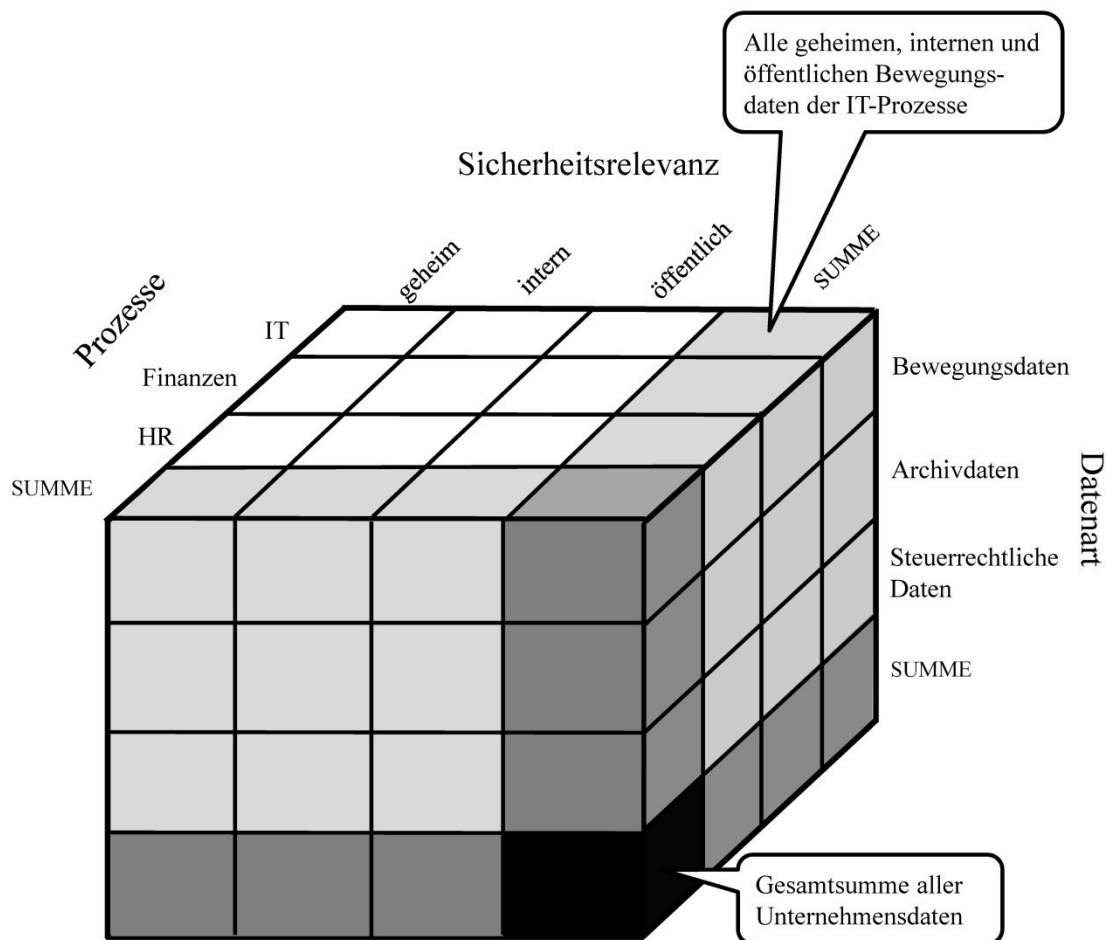 Alle geheimen, internen und
öffentlichen Bewegungs-
daten der IT-Prozesse
Sicherheitsrelevanz
geheim
intern
öffentlich
SUMME
Prozesse
IT
Finanzen
HR
SUMME
Bewegungsdaten
Archivdaten
Steuerrechtliche
Daten
SUMME
Datenart
Gesamtsumme aller
Unternehmensdaten